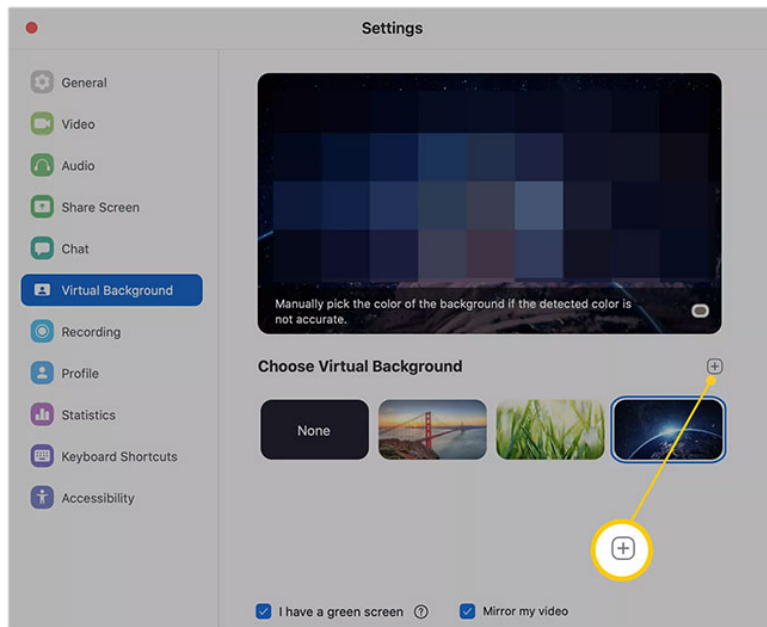 Settings
General
Video
Audio
Share Screen
Chat
Virtual Background
Recording
Profile
Statistics
Keyboard Shortcuts
Accessibility
Manually pick the color of the background if the detected color is
not accurate.
Choose Virtual Background
None
I have a green screen
Mirror my video